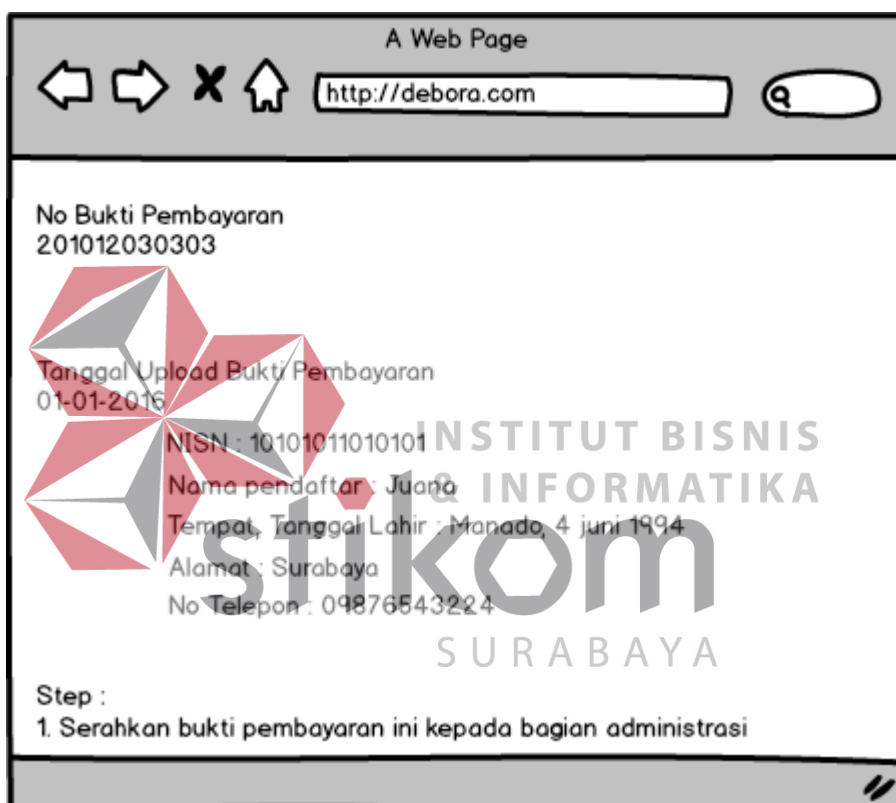 A Web Page
http://debora.com
No Bukti Pembayaran
201012030303
Tanggal Upload Bukti Pembayaran
01-01-2016
NISN : 10101011010101
Nama pendaftar : Juana
Tempat, Tanggal Lahir : Manado, 4 juni 1994
Alamat : Surabaya
No Telepon : 09876543224
INSTITUT BISNIS
& INFORMATIKA
stikom
SURABAYA
Step :
1. Serahkan bukti pembayaran ini kepada bagian administrasi